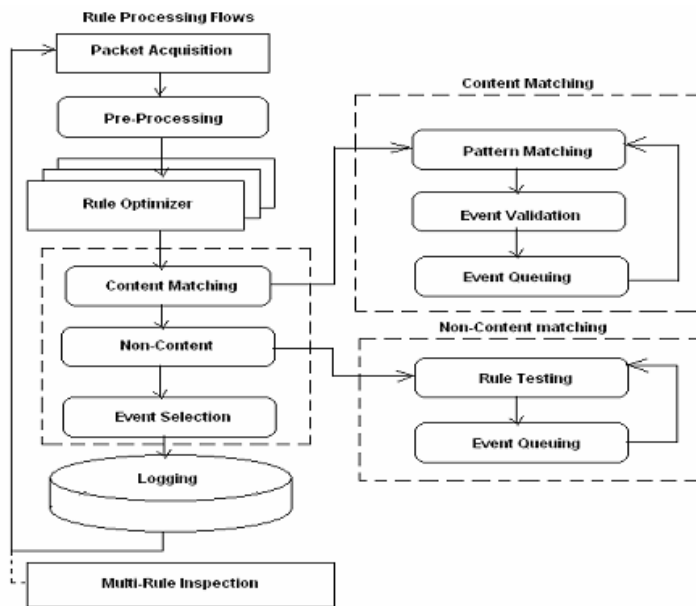 Rule Processing Flows
Packet Acquisition
Pre-Processing
Rule Optimizer
Content Matching
Non-Content
Event Selection
Logging
Multi-Rule Inspection
Content Matching
Pattern Matching
Event Validation
Event Queuing
Non-Content matching
Rule Testing
Event Queuing